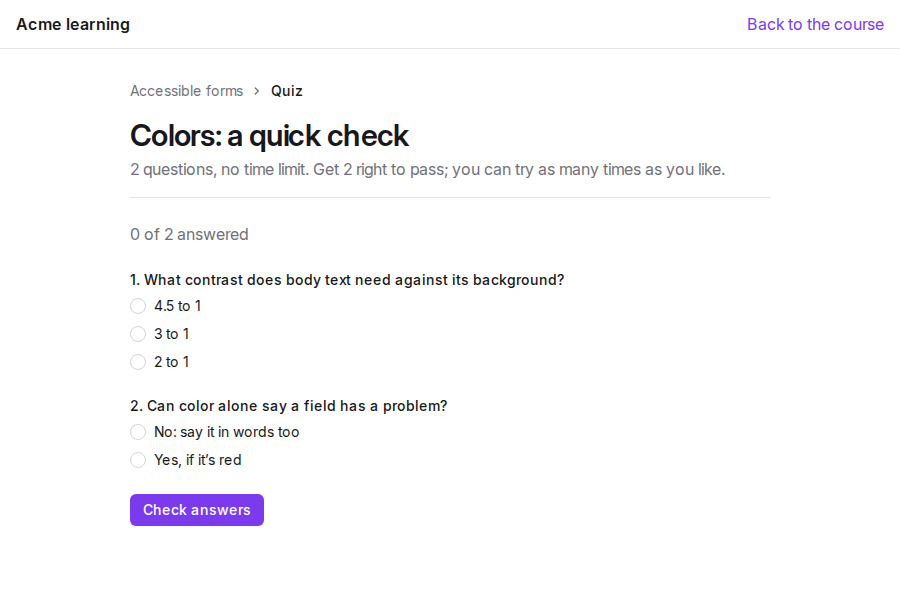 Acme learning
Back to the course
Accessible forms > Quiz
Colors: a quick check
2 questions, no time limit. Get 2 right to pass; you can try as many times as you like.
0 of 2 answered
1. What contrast does body text need against its background?
4.5 to 1
3 to 1
2 to 1
2. Can color alone say a field has a problem?
No: say it in words too
Yes, if it’s red
Check answers